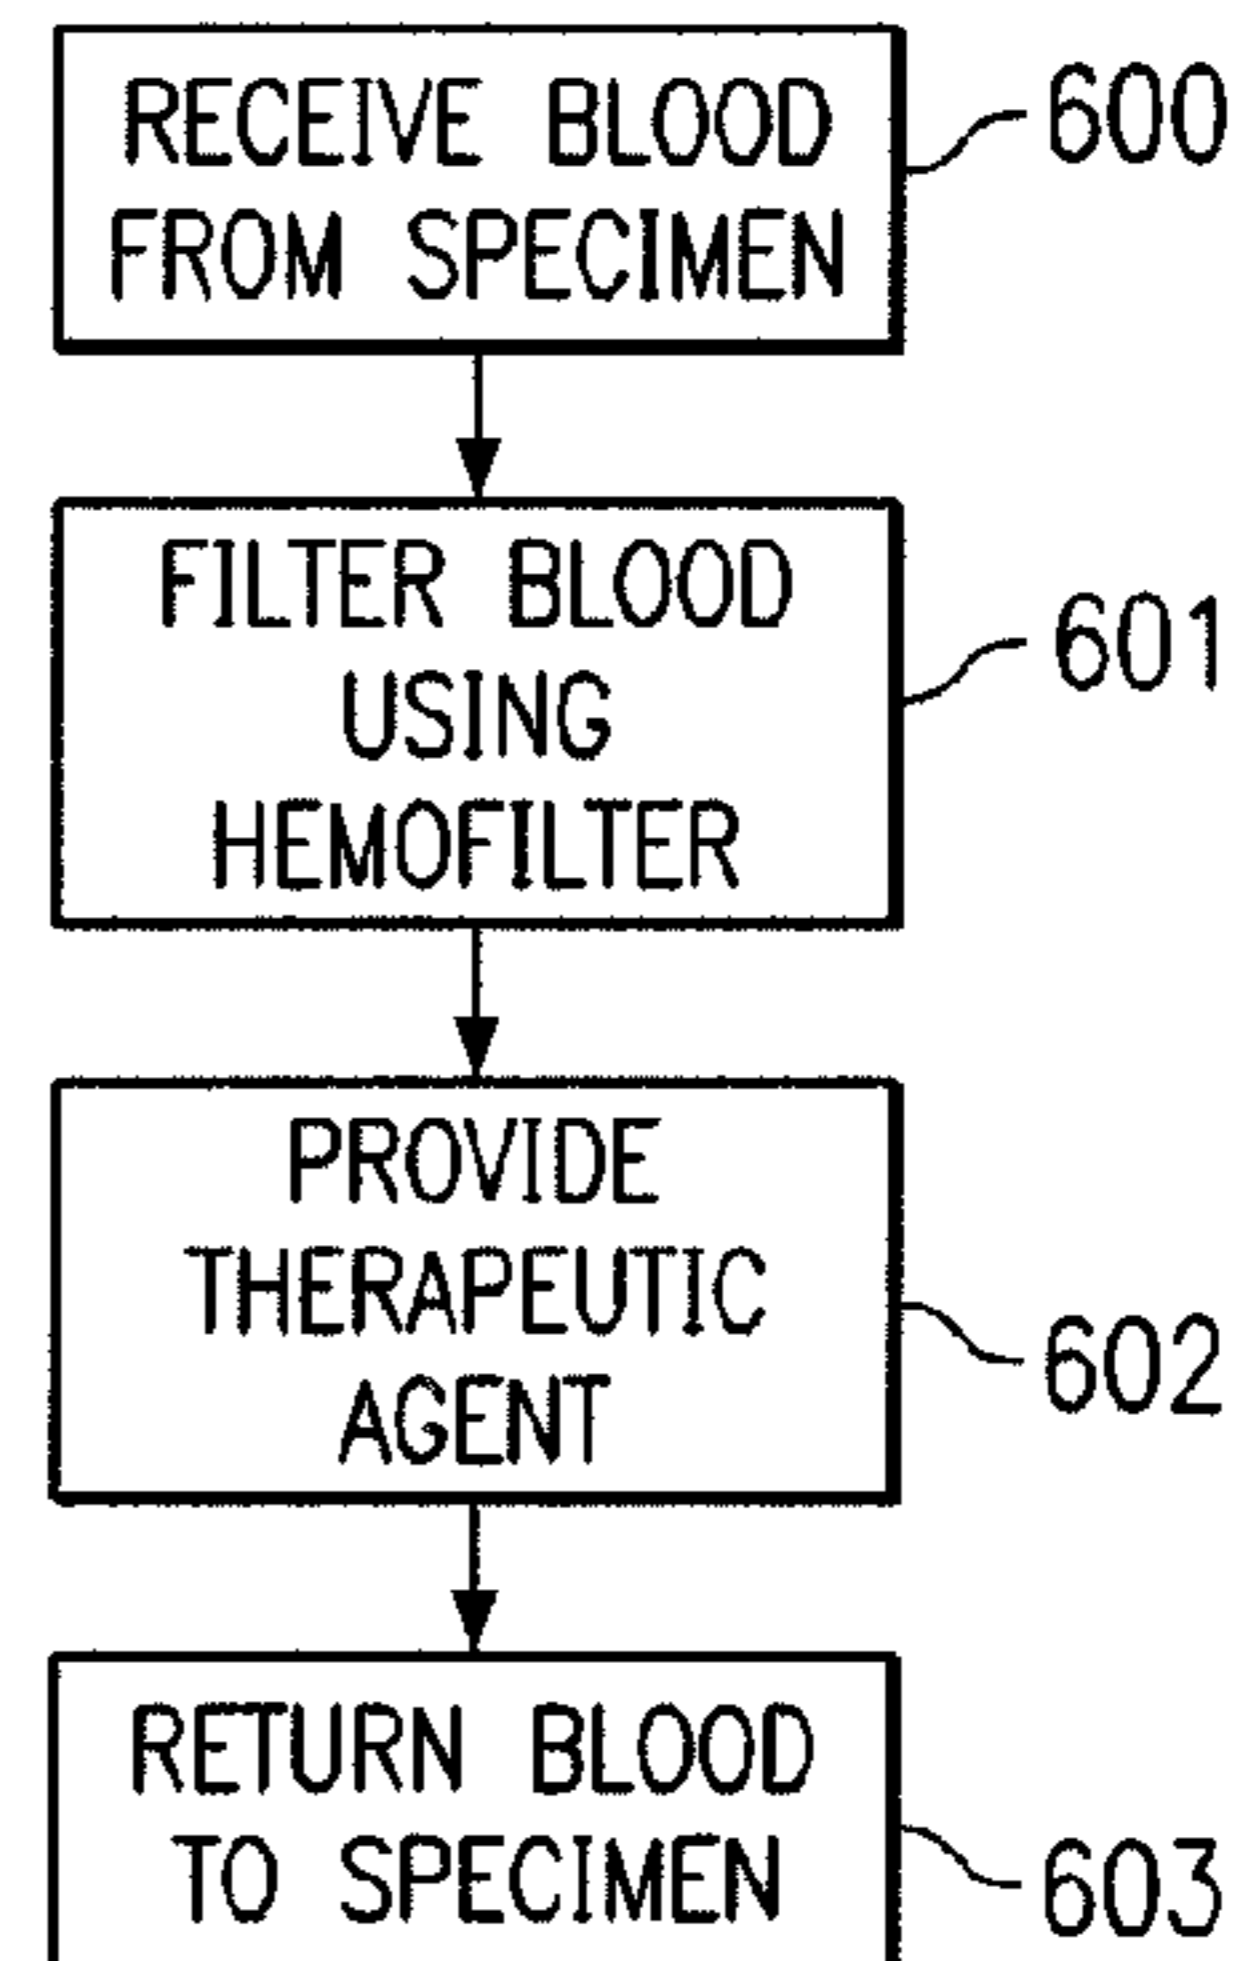 RECEIVE BLOOD
FROM SPECIMEN
600
FILTER BLOOD
USING
HEMOFILTER
601
PROVIDE
THERAPEUTIC
AGENT
602
RETURN BLOOD
TO SPECIMEN
603